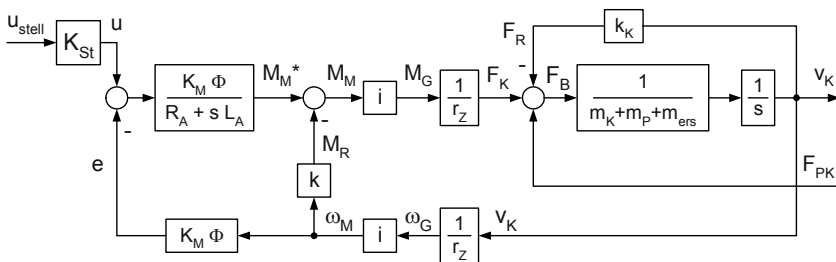 u_stell
K_St
u
K_M Φ
R_A + s L_A
M_M*
-
M_M
i
M_G
1
r_Z
F_K
F_R
-
k_K
F_B
1
m_K+m_P+m_ers
1
s
v_K
-
M_R
F_PK
e
k
K_M Φ
ω_M
i
ω_G
1
r_Z
v_K